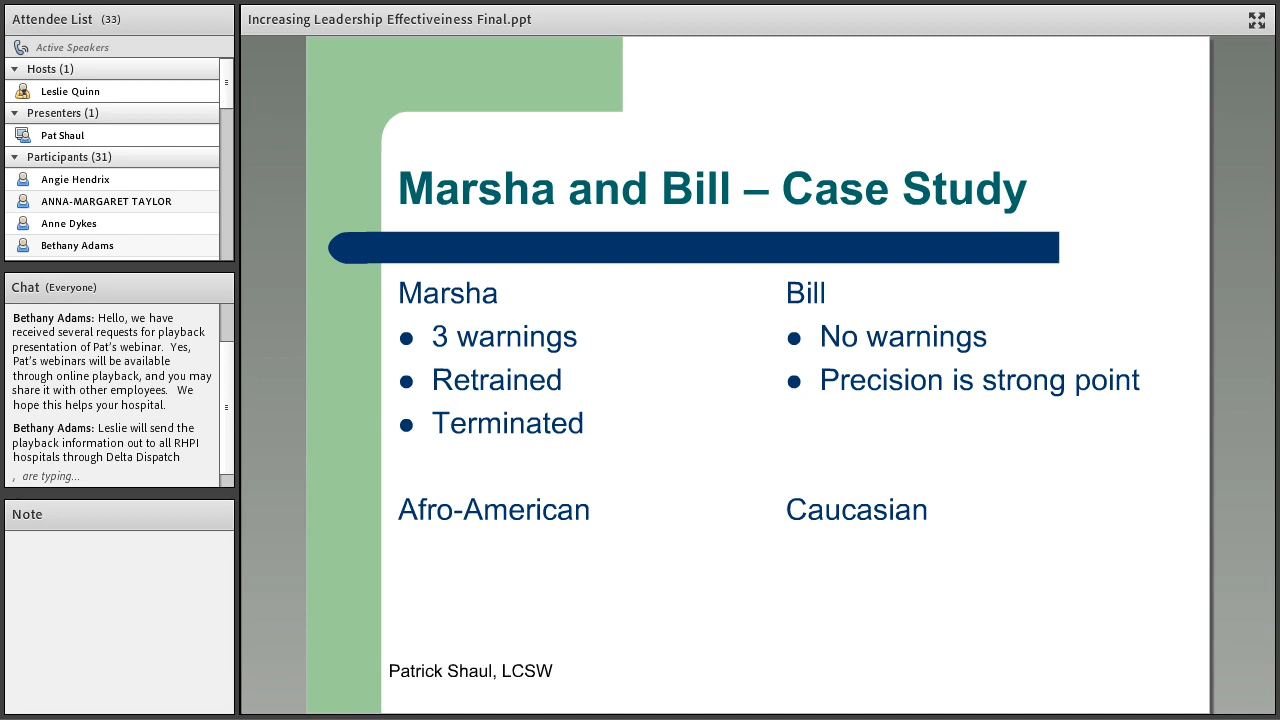 Attendee List (33)
Active Speakers
Hosts (1)
Leslie Quinn
Presenters (1)
Pat Shaul
Participants (31)
Angie Hendrix
ANNA-MARGARET TAYLOR
Anne Dykes
Bethany Adams
Chat (Everyone)
Bethany Adams: Hello, we have
received several requests for playback
presentation of Pat's webinar. Yes,
Pat's webinars will be available
through online playback, and you may
share it with other employees. We
hope this helps your hospital.
Bethany Adams: Leslie will send the
playback information out to all RHPI
hospitals through Delta Dispatch
, are typing...
Note
Increasing Leadership Effectiveiness Final.ppt
Marsha and Bill – Case Study
Marsha
● 3 warnings
● Retrained
● Terminated
Afro-American
Bill
● No warnings
● Precision is strong point
Caucasian
Patrick Shaul, LCSW